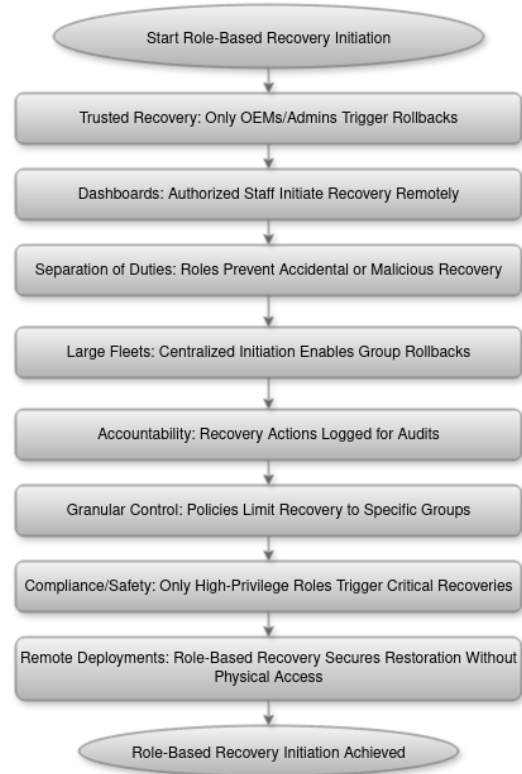 Start Role-Based Recovery Initiation
Trusted Recovery: Only OEMs/Admins Trigger Rollbacks
Dashboards: Authorized Staff Initiate Recovery Remotely
Separation of Duties: Roles Prevent Accidental or Malicious Recovery
Large Fleets: Centralized Initiation Enables Group Rollbacks
Accountability: Recovery Actions Logged for Audits
Granular Control: Policies Limit Recovery to Specific Groups
Compliance/Safety: Only High-Privilege Roles Trigger Critical Recoveries
Remote Deployments: Role-Based Recovery Secures Restoration Without
Physical Access
Role-Based Recovery Initiation Achieved